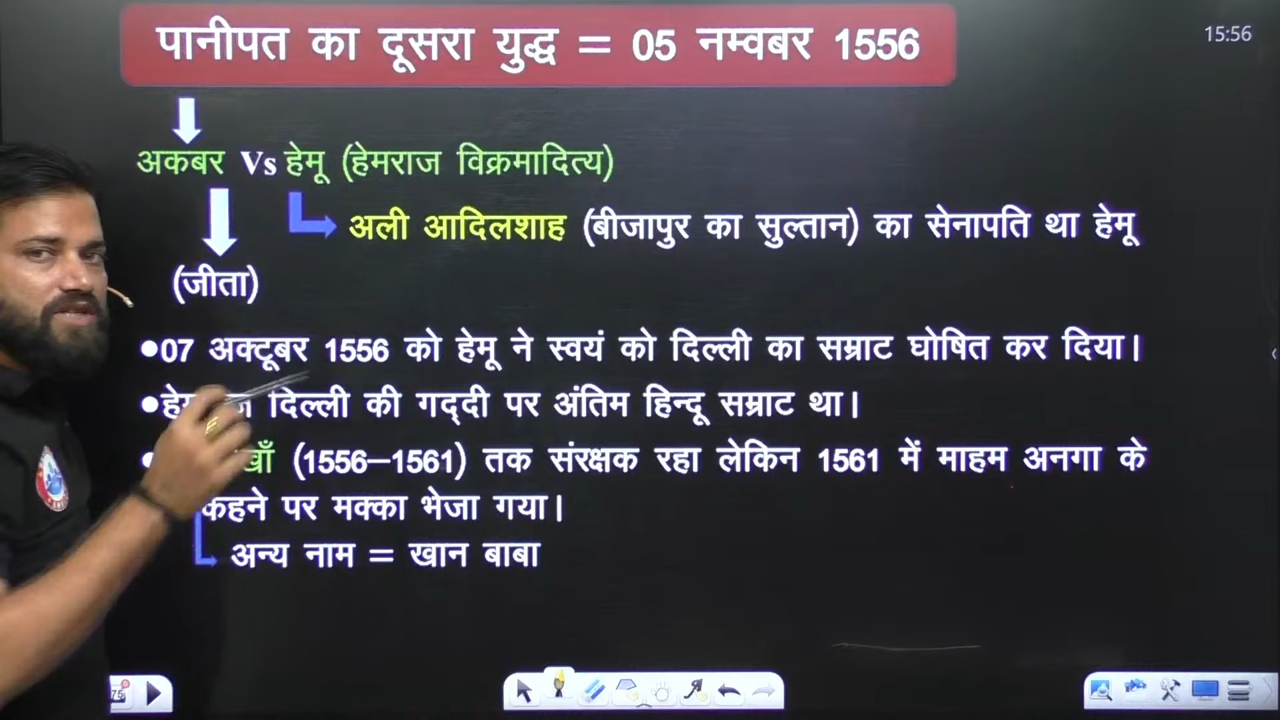 पानीपत का दूसरा युद्ध = 05 नम्वबर 1556
15:56
अकबर Vs हेमू (हेमराज विक्रमादित्य)
अली आदिलशाह (बीजापुर का सुल्तान) का सेनापति था हेमू
(जीता)
•07 अक्टूबर 1556 को हेमू ने स्वयं को दिल्ली का सम्राट घोषित कर दिया।
• दिल्ली की गद्दी पर अंतिम हिन्दू सम्राट था।
खाँ (1556–1561) तक संरक्षक रहा लेकिन 1561 में माहम अनगा के
कहने पर मक्का भेजा गया।
अन्य नाम = खान बाबा